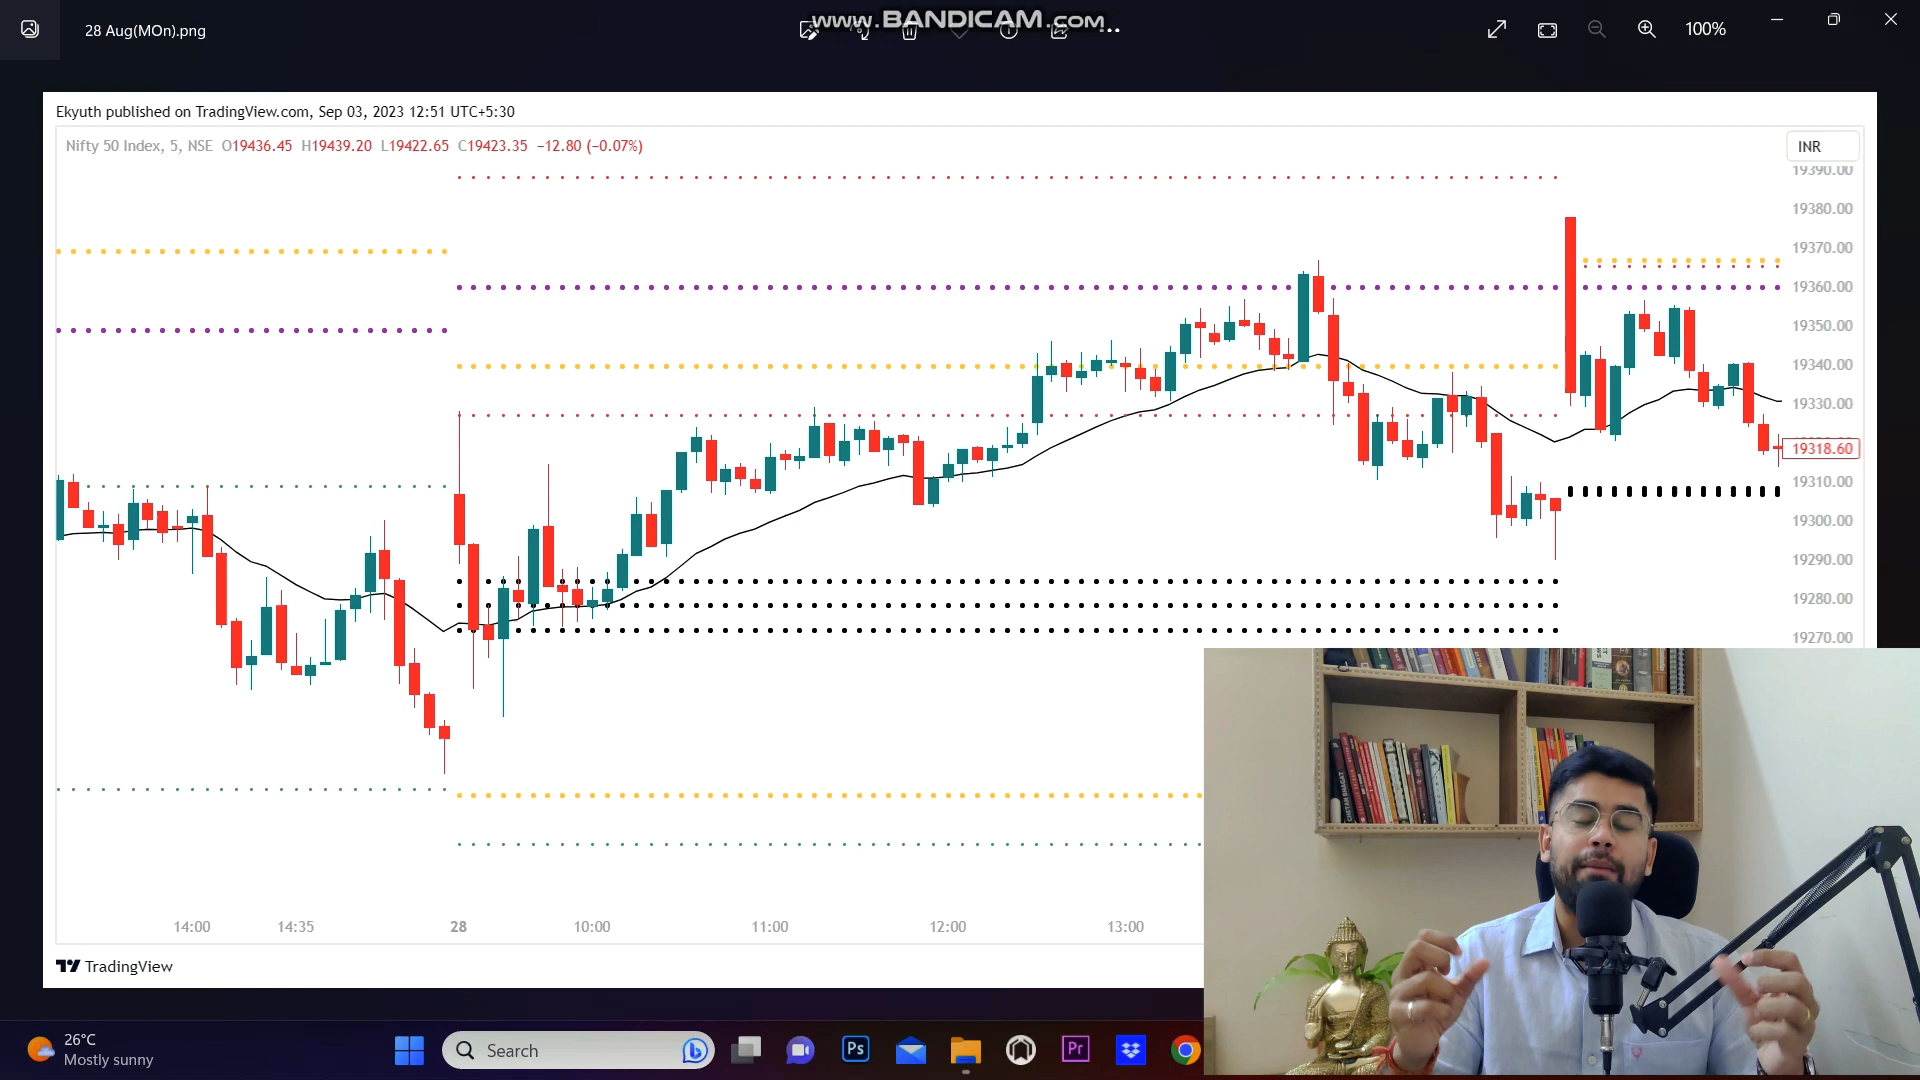 www.BANDICAM.com
28 Aug(MOn).png
100%
Ekyuth published on TradingView.com, Sep 03, 2023 12:51 UTC+5:30
Nifty 50 Index, 5, NSE O19436.45 H19439.20 L19422.65 C19423.35 −12.80 (−0.07%)
INR
19390.00
19380.00
19370.00
19360.00
19350.00
19340.00
19330.00
19318.60
19310.00
19300.00
19290.00
19280.00
19270.00
14:00 14:35 28 10:00 11:00 12:00 13:00
TradingView
26°C
Mostly sunny
Search
Ps
Pr